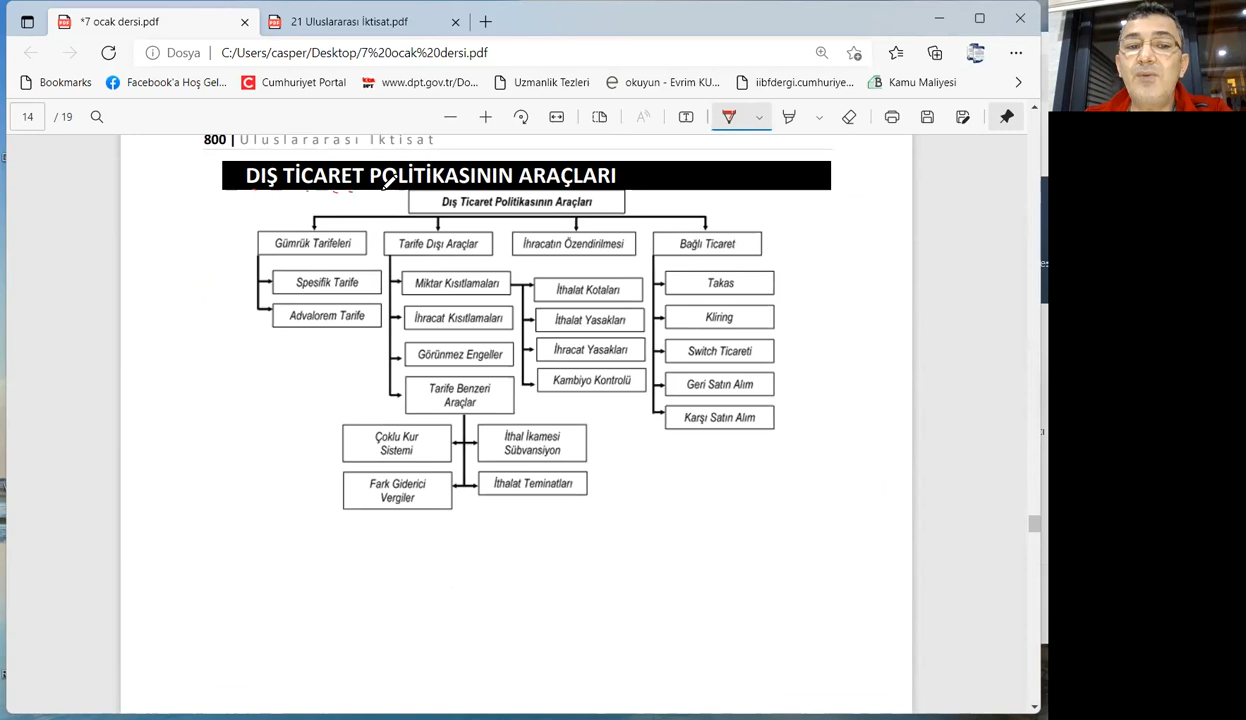 *7 ocak dersi.pdf
21 Uluslararası İktisat.pdf
Dosya
C:/Users/casper/Desktop/7%20ocak%20dersi.pdf
Bookmarks
Facebook'a Hoş Gel...
Cumhuriyet Portal
www.dpt.gov.tr/Do...
Uzmanlık Tezleri
okuyun - Evrim KU...
iibfdergi.cumhuriye...
Kamu Maliyesi
14 / 19
800 | Uluslararası İktisat
DIŞ TİCARET POLİTİKASININ ARAÇLARI
Dış Ticaret Politikasının Araçları
Gümrük Tarifeleri
Tarife Dışı Araçlar
İhracatın Özendirilmesi
Bağlı Ticaret
Spesifik Tarife
Advalorem Tarife
Miktar Kısıtlamaları
İhracat Kısıtlamaları
Görünmez Engeller
Tarife Benzeri
Araçlar
İthalat Kotaları
İthalat Yasakları
İhracat Yasakları
Kambiyo Kontrolü
Takas
Kliring
Switch Ticareti
Geri Satın Alım
Karşı Satın Alım
Çoklu Kur
Sistemi
İthal İkamesi
Sübvansiyon
Fark Giderici
Vergiler
İthalat Teminatları